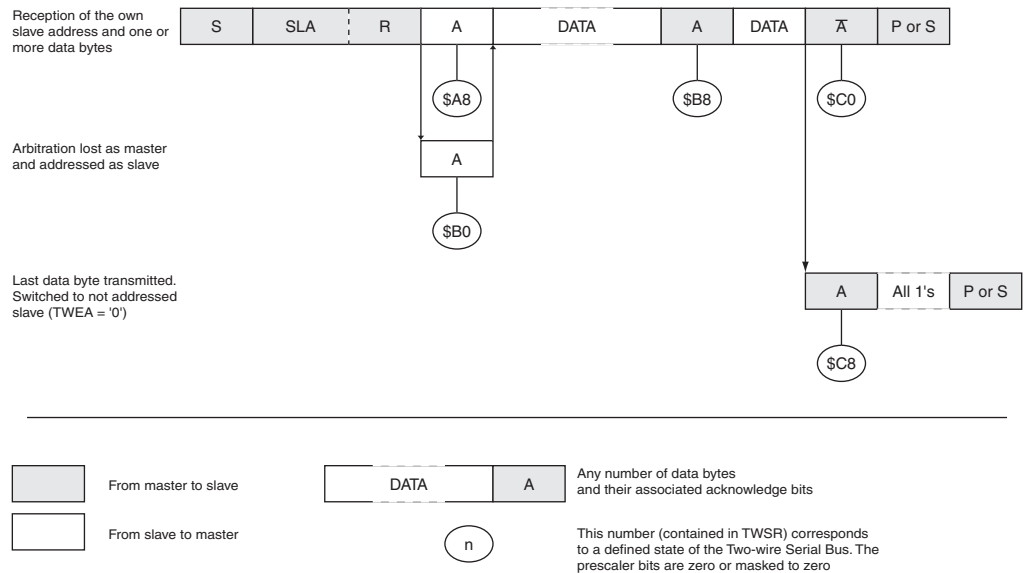 Reception of the own
slave address and one or
more data bytes
S SLA R A DATA A DATA A̅ P or S
$A8 $B8 $C0
Arbitration lost as master
and addressed as slave
A
$B0
Last data byte transmitted.
Switched to not addressed
slave (TWEA = '0')
A All 1's P or S
$C8
From master to slave
DATA A
Any number of data bytes
and their associated acknowledge bits
From slave to master
n
This number (contained in TWSR) corresponds
to a defined state of the Two-wire Serial Bus. The
prescaler bits are zero or masked to zero